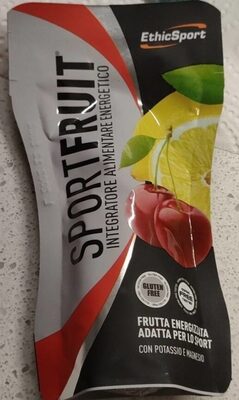 EthicSport
SPORTFRUIT
INTEGRATORE ALIMENTARE ENERGETICO
GLUTEN
FREE
FRUTTA ENERGIZZATA
ADATTA PER LO SPORT
CON POTASSIO E MAGNESIO